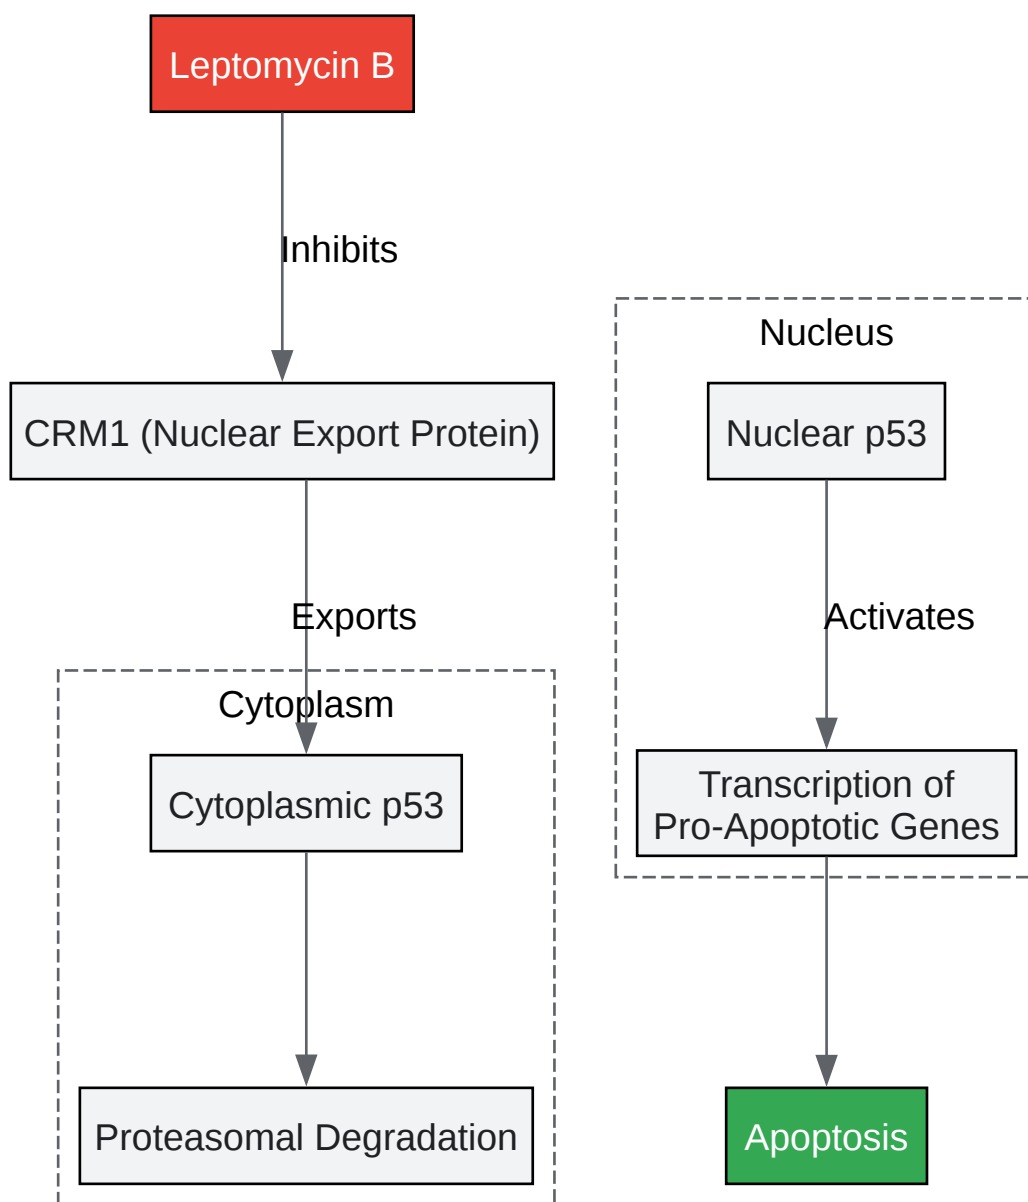 Leptomycin B
Inhibits
CRM1 (Nuclear Export Protein)
Exports
Cytoplasm
Cytoplasmic p53
Proteasomal Degradation
Nucleus
Nuclear p53
Activates
Transcription of
Pro-Apoptotic Genes
Apoptosis